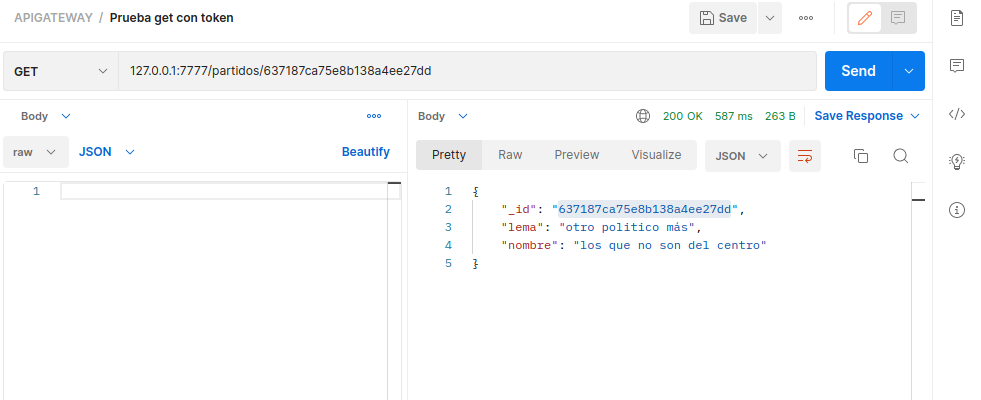 APIGATEWAY / Prueba get con token
Save
GET 127.0.0.1:7777/partidos/637187ca75e8b138a4ee27dd Send
Body
raw JSON Beautify
1
Body 200 OK 587 ms 263 B Save Response
Pretty Raw Preview Visualize JSON
1 {
2 "_id": "637187ca75e8b138a4ee27dd",
3 "lema": "otro politico más",
4 "nombre": "los que no son del centro"
5 }